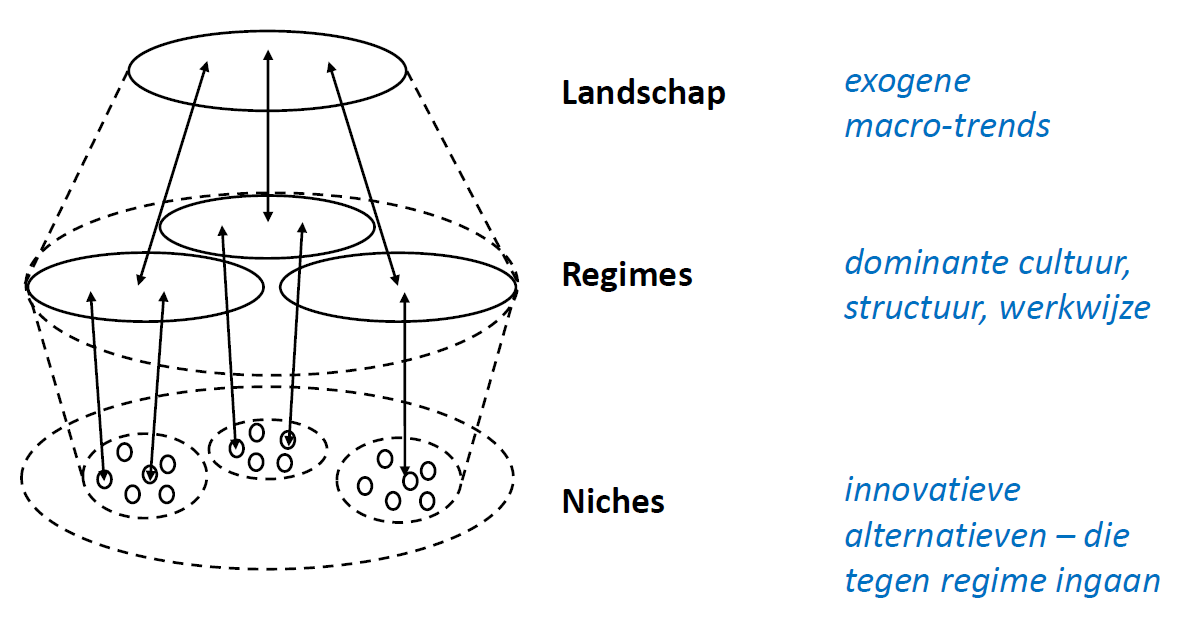 Landschap
exogene
macro-trends
Regimes
dominante cultuur,
structuur, werkwijze
Niches
innovatieve
alternatieven – die
tegen regime ingaan